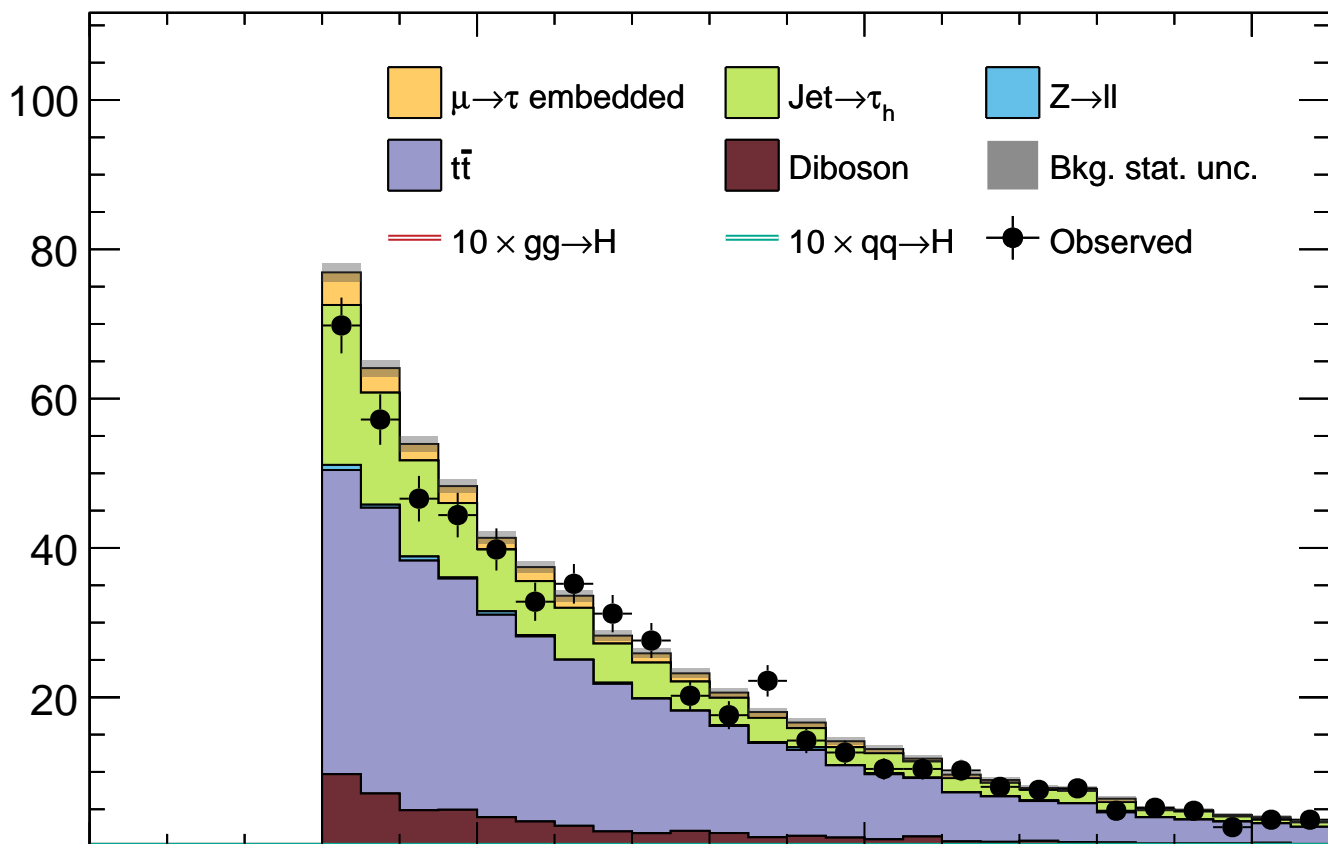 100
μ→τ embedded Jet→τh Z→ll
tt̄ Diboson Bkg. stat. unc.
80
10 × gg→H 10 × qq→H Observed
60
40
20